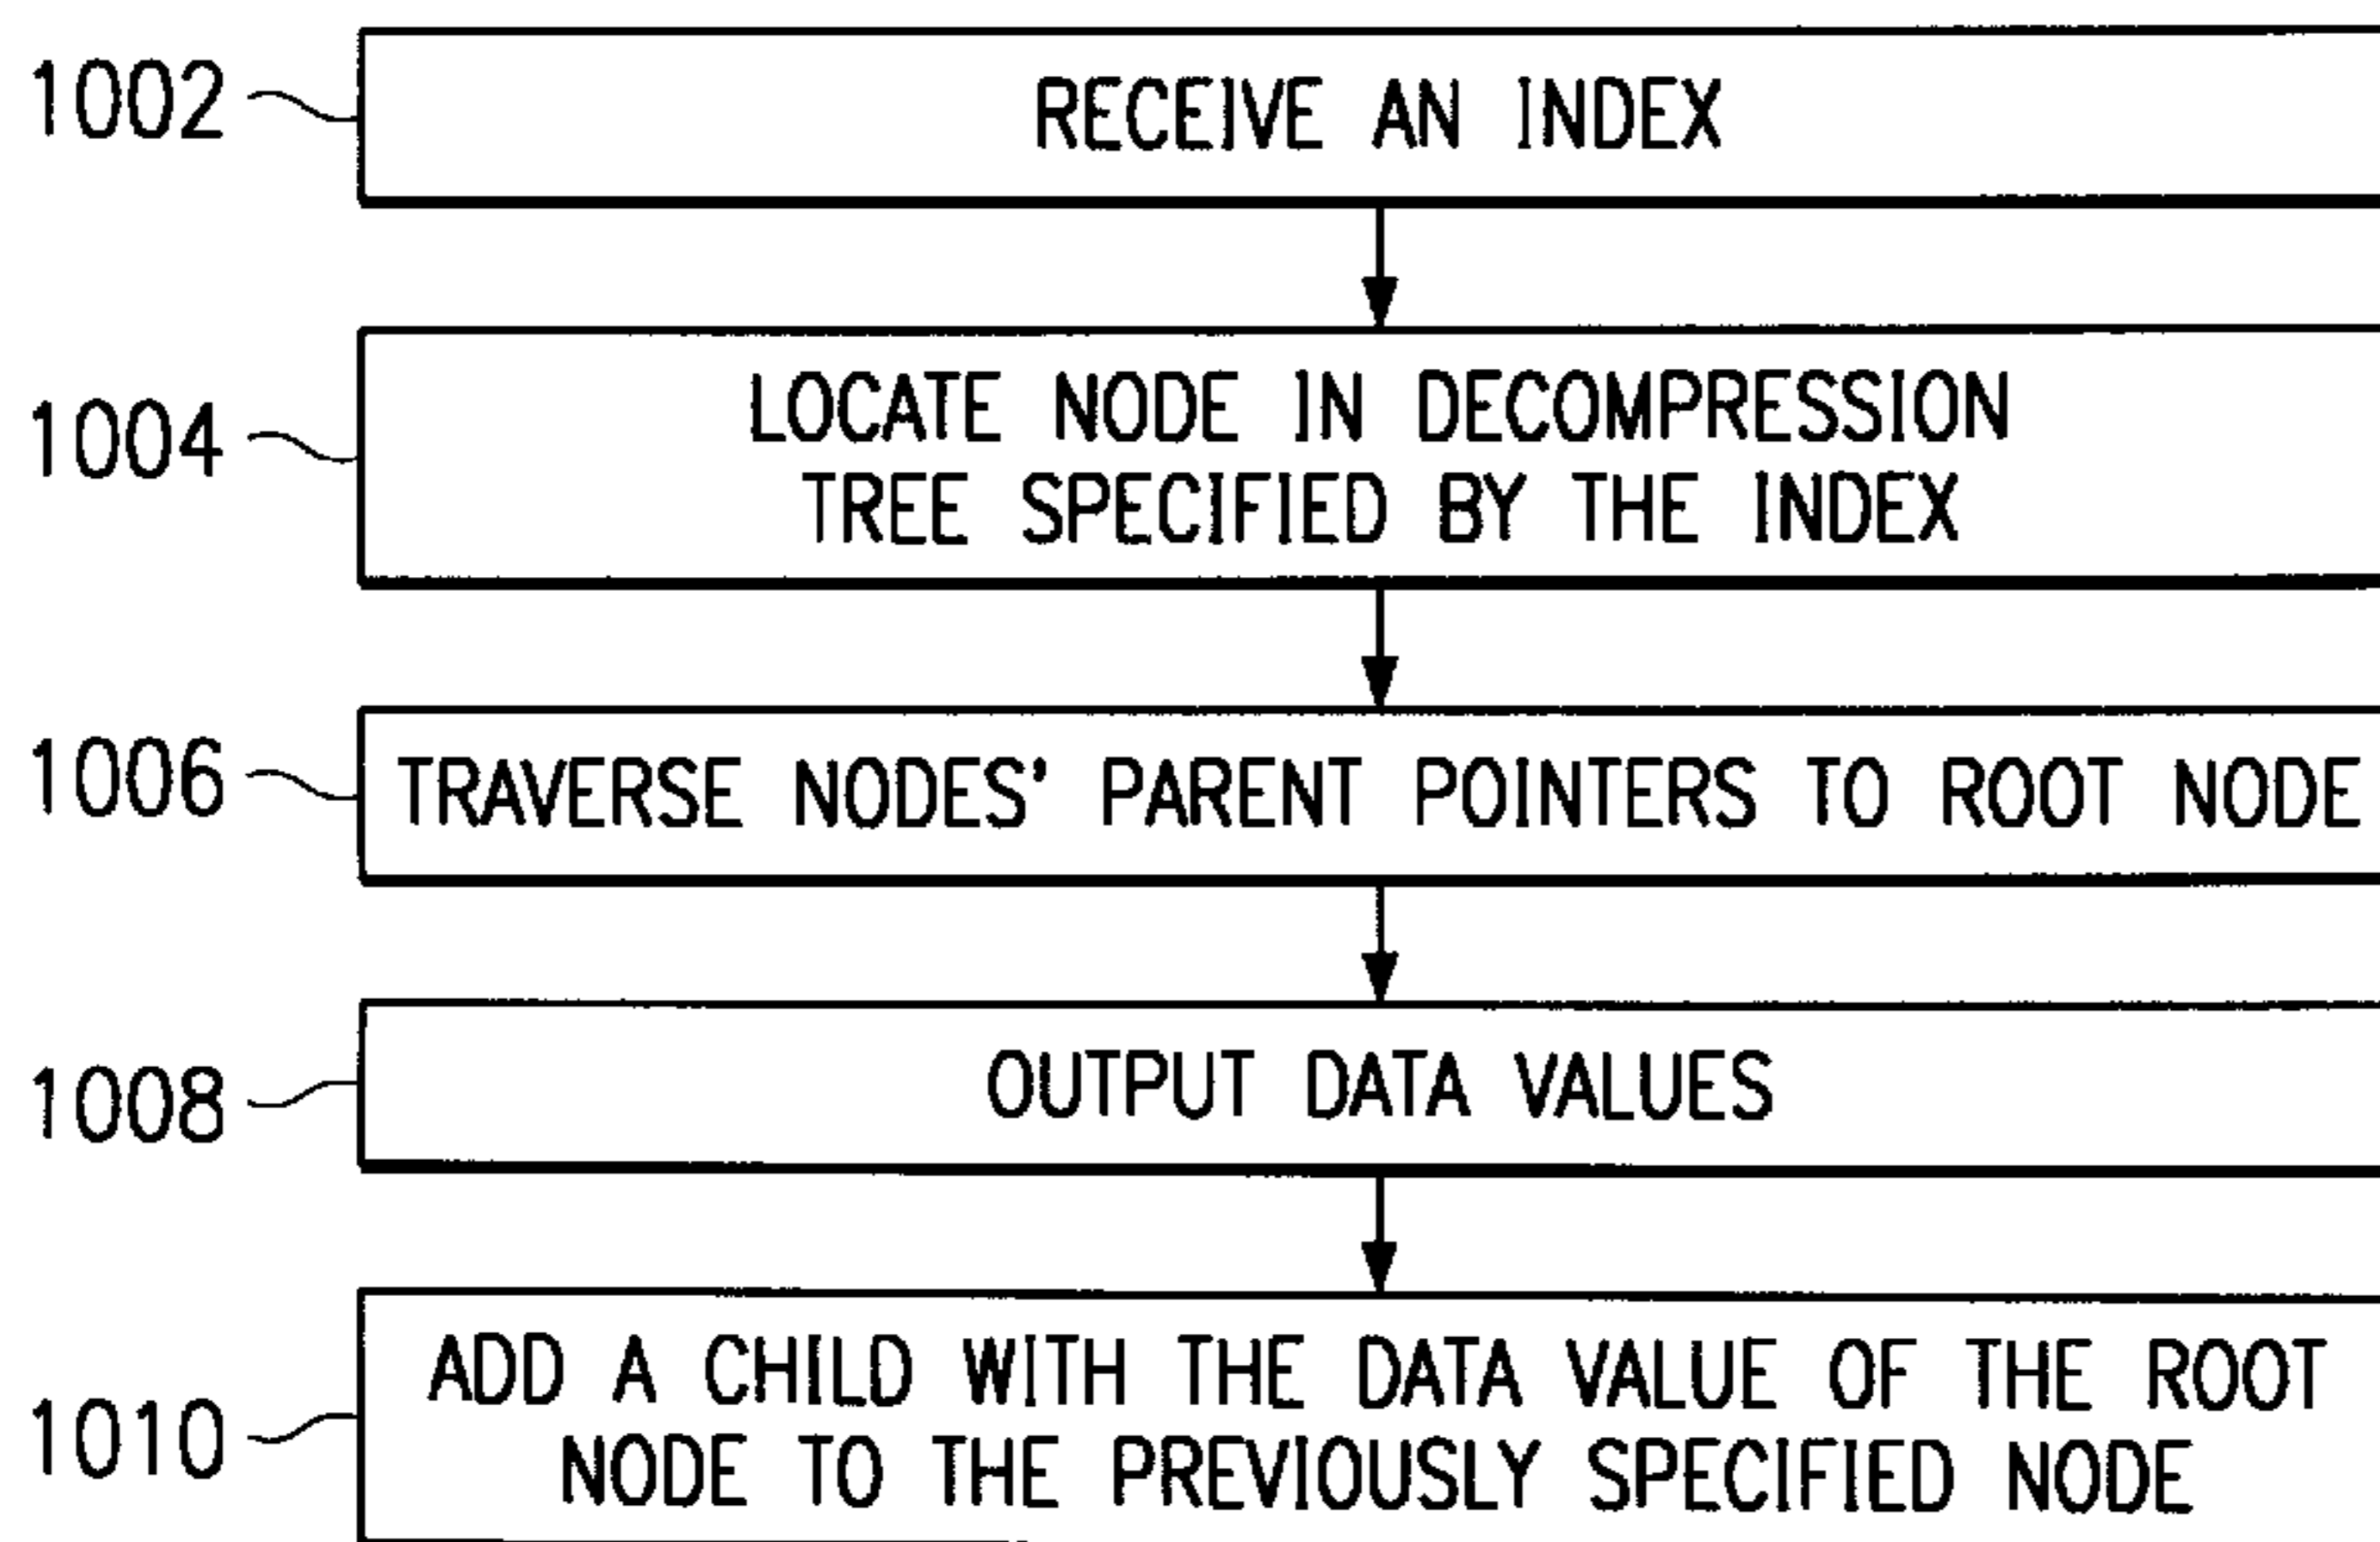 1002
RECEIVE AN INDEX
1004
LOCATE NODE IN DECOMPRESSION
TREE SPECIFIED BY THE INDEX
1006
TRAVERSE NODES' PARENT POINTERS TO ROOT NODE
1008
OUTPUT DATA VALUES
1010
ADD A CHILD WITH THE DATA VALUE OF THE ROOT
NODE TO THE PREVIOUSLY SPECIFIED NODE